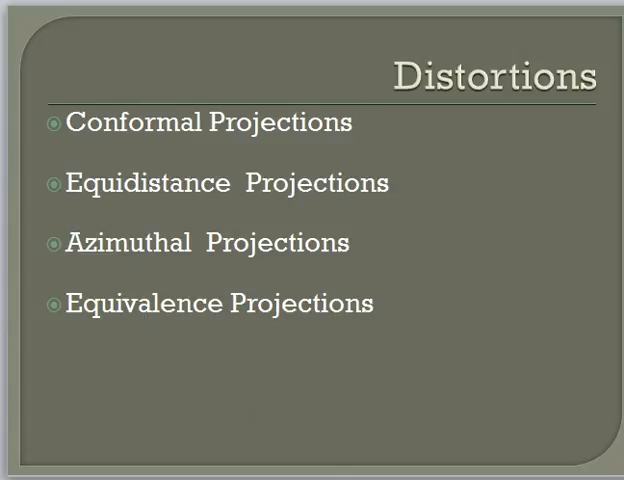 Distortions
Conformal Projections
Equidistance Projections
Azimuthal Projections
Equivalence Projections